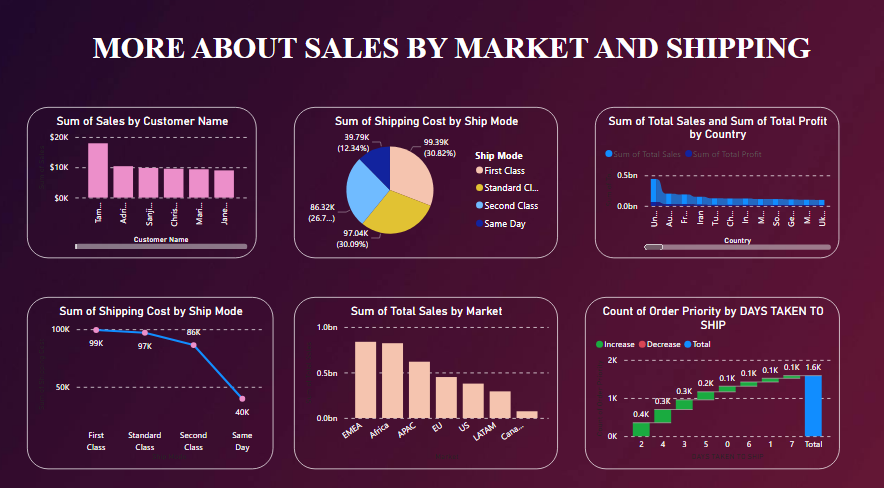 MORE ABOUT SALES BY MARKET AND SHIPPING
Sum of Sales by Customer Name
$20K
$10K
$0K
Tam...
Adri...
Sanji...
Chris...
Mari...
Jane...
Customer Name
Sum of Shipping Cost by Ship Mode
39.79K
(12.34%)
99.39K
(30.82%)
86.32K
(26.7...)
97.04K
(30.09%)
Ship Mode
First Class
Standard Cl...
Second Class
Same Day
Sum of Total Sales and Sum of Total Profit
by Country
Sum of Total Sales
Sum of Total Profit
0.5bn
0.0bn
Un...
Au...
Fr...
Iran
Tu...
Ch...
In...
M...
So...
Ge...
M...
Uk...
Country
Sum of Shipping Cost by Ship Mode
100K
50K
99K
97K
86K
40K
First
Class
Standard
Class
Second
Class
Same
Day
Sum of Total Sales by Market
1.0bn
0.5bn
0.0bn
EMEA
Africa
APAC
EU
US
LATAM
Cana...
Count of Order Priority by DAYS TAKEN TO
SHIP
Increase
Decrease
Total
2K
1K
0K
0.4K
0.3K
0.3K
0.2K
0.1K
0.1K
0.1K
0.1K
1.6K
2
4
3
5
0
6
1
7
Total